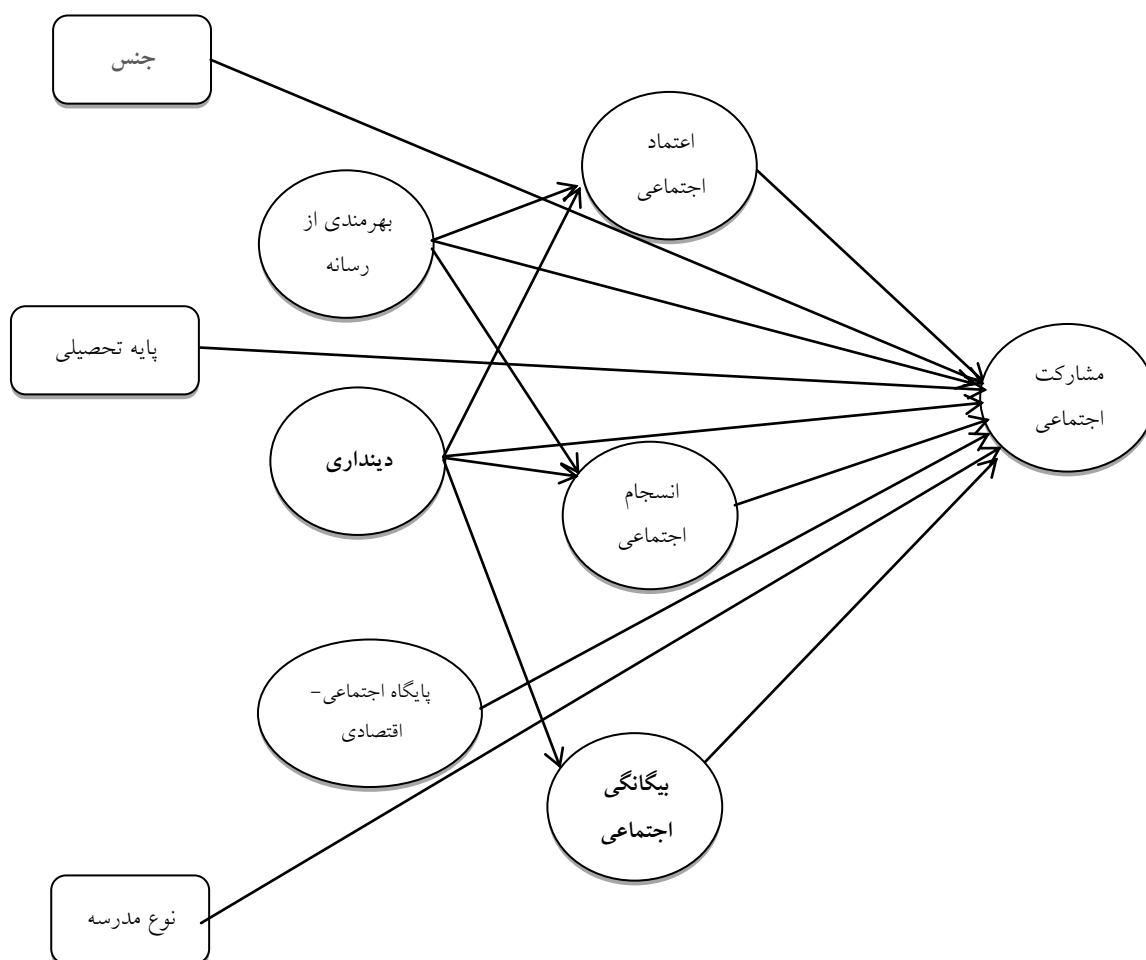 جنس
اعتماد
اجتماعی
بهرمندی از
رسانه
پایه تحصیلی
مشارکت
اجتماعی
دینداری
انسجام
اجتماعی
پایگاه اجتماعی-
اقتصادی
بیگانگی
اجتماعی
نوع مدرسه